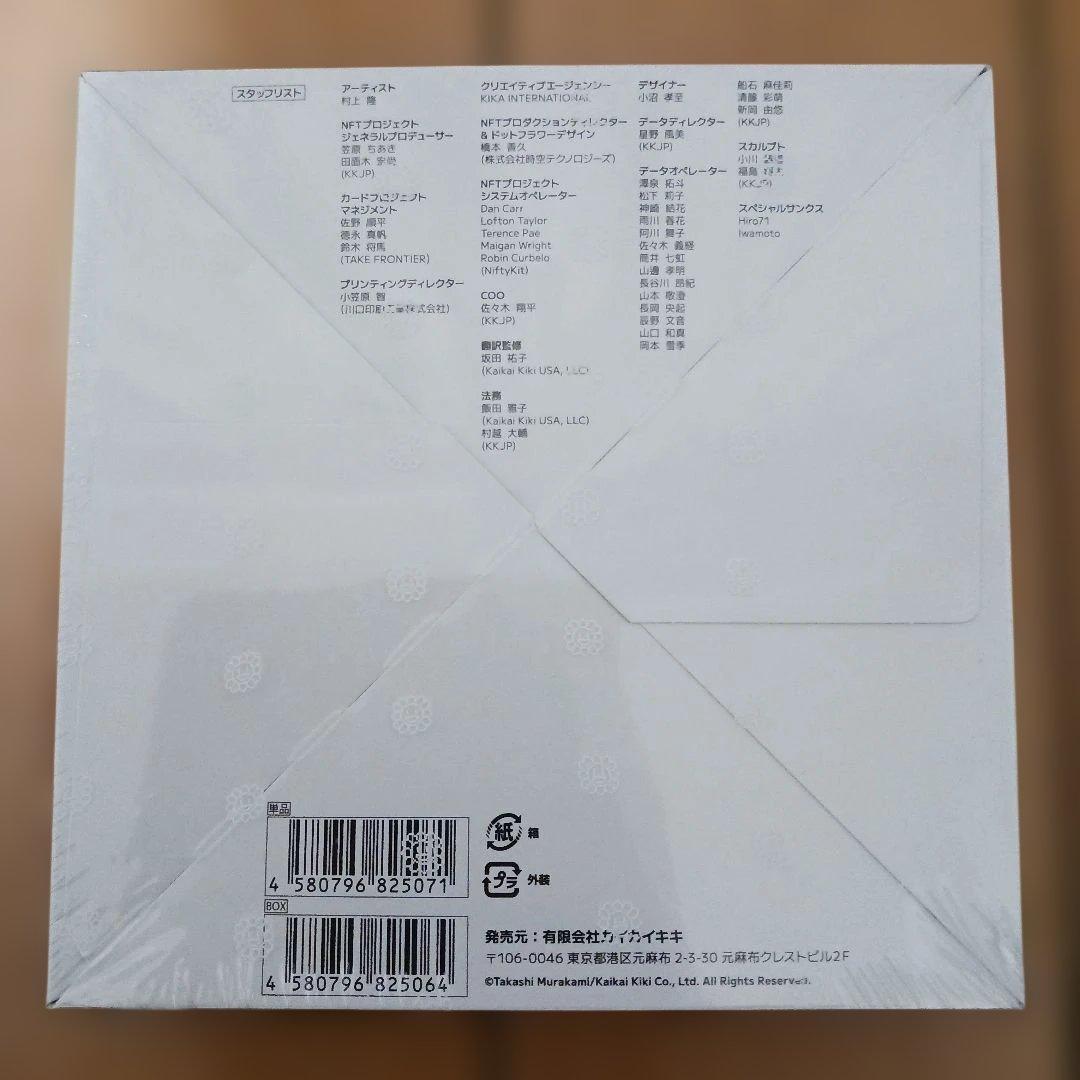 スタッフリスト
アーティスト
村上 隆
NFTプロジェクト
ジェネラルプロデューサー
笠原 ちあき
田面木 宏尚
(KKJP)
カードプロジェクト
マネジメント
佐野 順平
徳永 真帆
鈴木 将馬
(TAKE FRONTIER)
プリンティングディレクター
小笠原 智
(川口印刷工業株式会社)
クリエイティブエージェンシー
KIKA INTERNATIONAL
NFTプロダクションディレクター
& ドットフラワーデザイン
橋本 善久
(株式会社時空テクノロジーズ)
NFTプロジェクト
システムオペレーター
Dan Carr
Lofton Taylor
Terence Pae
Maigan Wright
Robin Curbelo
(NiftyKit)
COO
佐々木 翔平
(KKJP)
翻訳監修
坂田 祐子
(Kaikai Kiki USA, LLC)
法務
飯田 雅子
(Kaikai Kiki USA, LLC)
村越 大輔
(KKJP)
デザイナー
小沼 孝至
データディレクター
星野 風美
(KKJP)
データオペレーター
澤泉 拓斗
松下 莉子
神崎 結花
雨川 春花
阿川 舞子
佐々木 義経
筒井 七虹
山邊 孝明
長谷川 昂紀
山本 敬澄
長岡 央起
辰野 文音
山口 和真
岡本 雪季
船石 麻佳莉
清藤 彩萌
新岡 由悠
(KKJP)
スカルプト
小川
福島
(KKJP)
スペシャルサンクス
Hiro71
Iwamoto
単品
4 580796 825071
BOX
4 580796 825064
紙 箱
プラ 外装
発売元：有限会社カイカイキキ
〒106-0046 東京都港区元麻布 2-3-30 元麻布クレストビル2F
©Takashi Murakami/Kaikai Kiki Co., Ltd. All Rights Reserved.